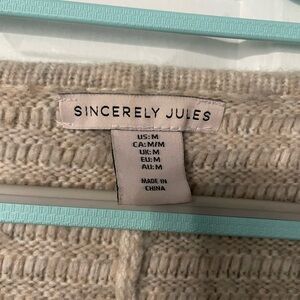 SINCERELY JULES
US: M
CA: M/M
UK: M
EU: M
AU: M
MADE IN
CHINA